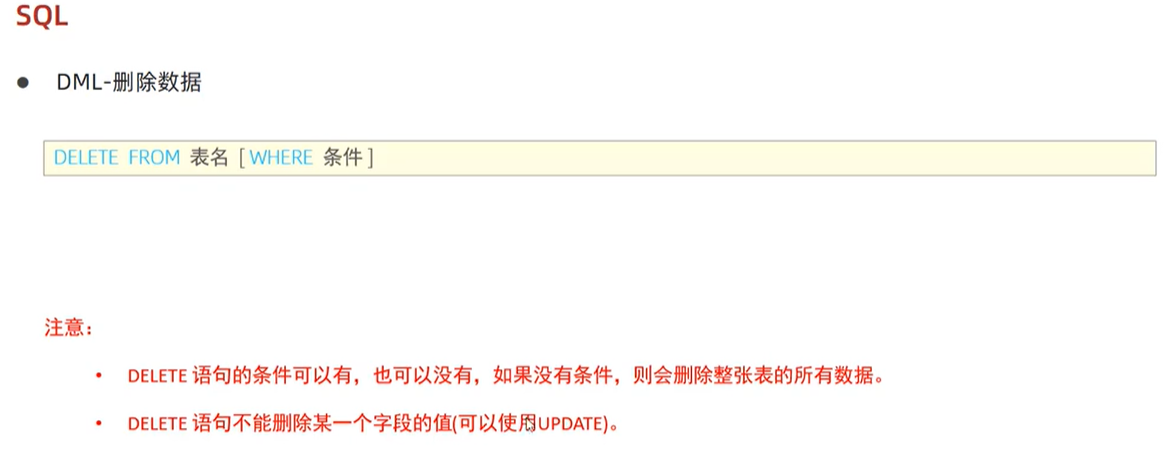 SQL
● DML-删除数据
DELETE FROM 表名 [ WHERE 条件 ]
注意：
• DELETE 语句的条件可以有，也可以没有，如果没有条件，则会删除整张表的所有数据。
• DELETE 语句不能删除某一个字段的值(可以使用UPDATE)。